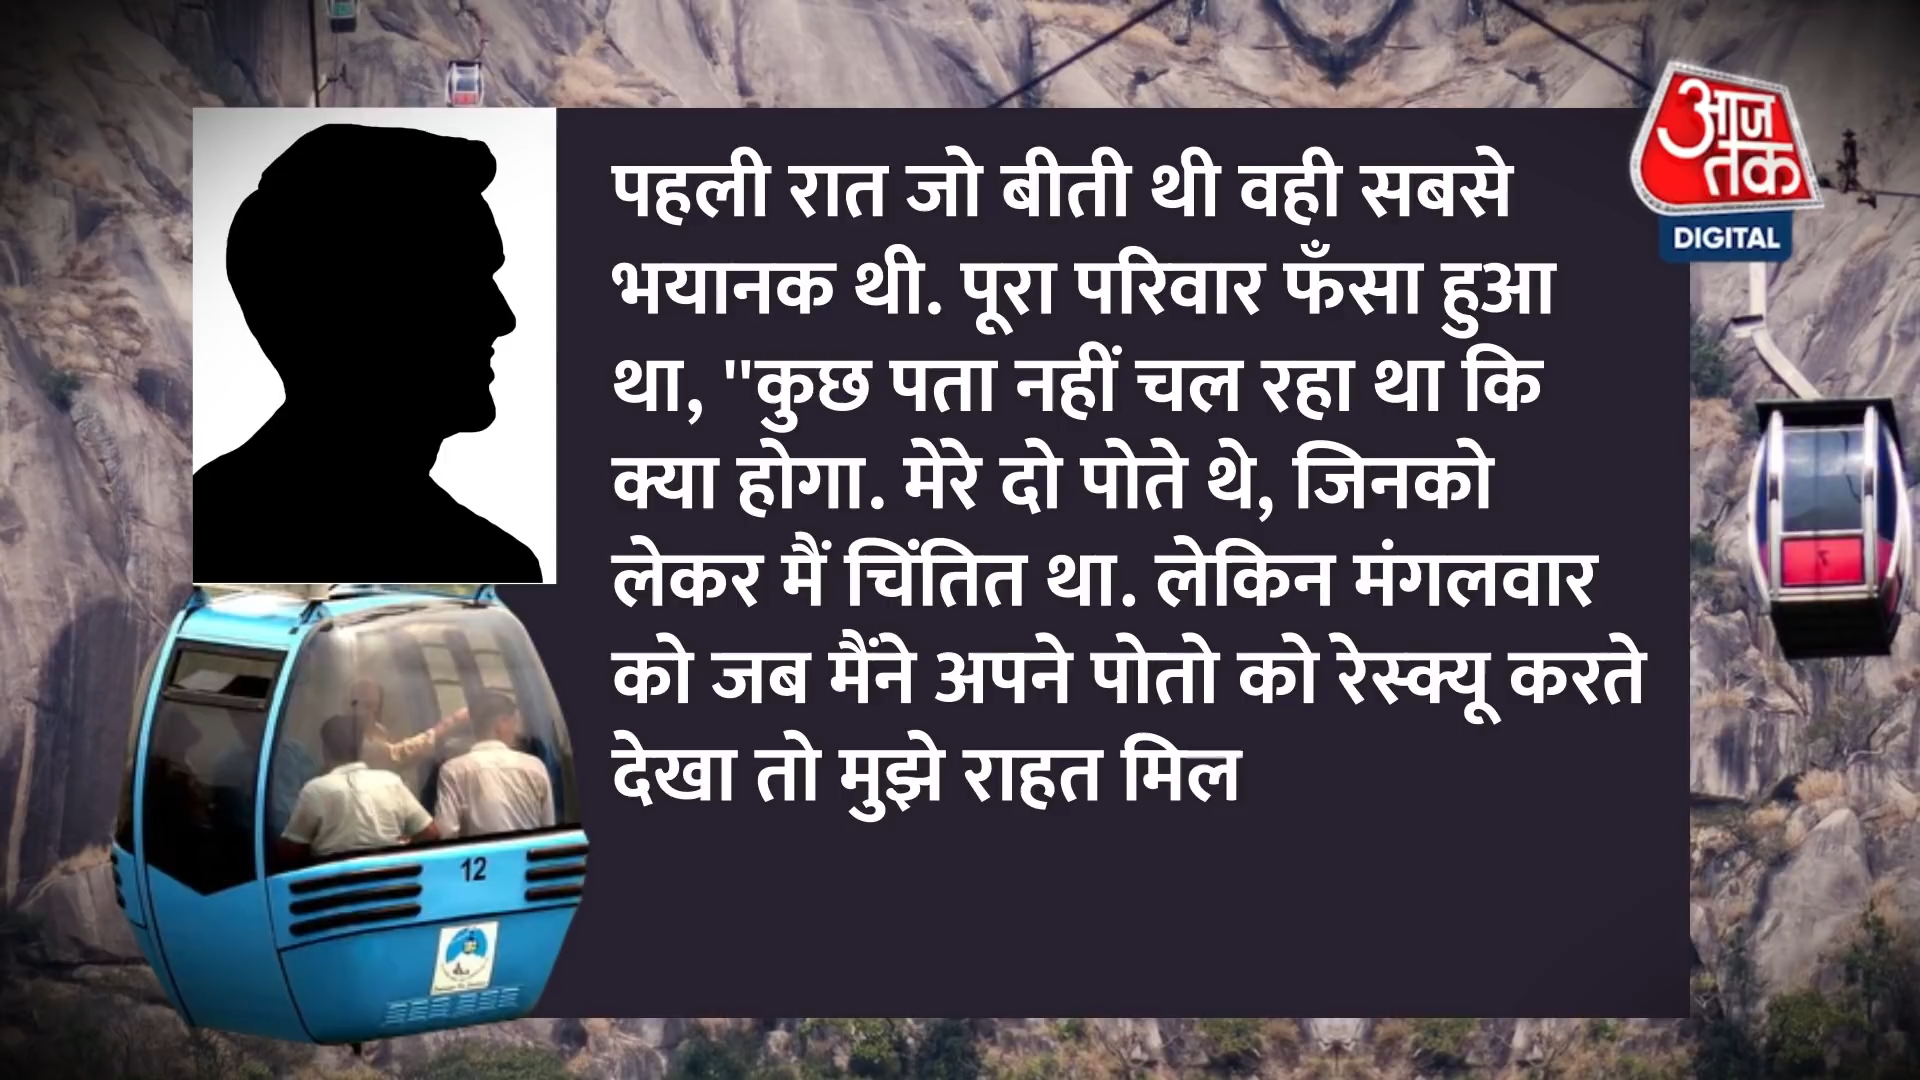 आज
तक
DIGITAL
पहली रात जो बीती थी वही सबसे
भयानक थी. पूरा परिवार फँसा हुआ
था, "कुछ पता नहीं चल रहा था कि
क्या होगा. मेरे दो पोते थे, जिनको
लेकर मैं चिंतित था. लेकिन मंगलवार
को जब मैंने अपने पोतो को रेस्क्यू करते
देखा तो मुझे राहत मिल
12